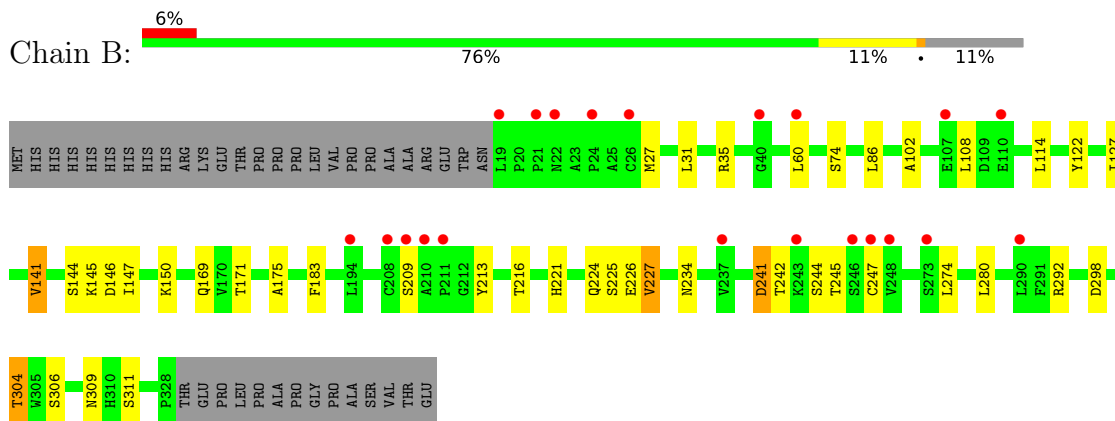 6%
Chain B:
76% 11% • 11%
MET HIS HIS HIS HIS HIS HIS HIS HIS ARG LYS GLU THR PRO PRO PRO LEU VAL PRO PRO ALA ALA ARG GLU TRP ASN L19 P20 P21 N22 A23 P24 A25 C26 M27 L31 R35 G40 L60 S74 L86 A102 E107 L108 D109 E110 L114 Y122
V141 S144 K145 D146 I147 K150 Q169 V170 T171 A175 F183 L194 C208 S209 A210 P211 G212 Y213 T216 H221 Q224 S225 E226 V227 N234 V237 D241 T242 K243 S244 T245 S246 C247 V248 S273 L274 L280 L290 F291 R292 D298
T304 W305 S306 N309 H310 S311 P328 THR GLU PRO LEU PRO ALA PRO GLY PRO ALA SER VAL THR GLU